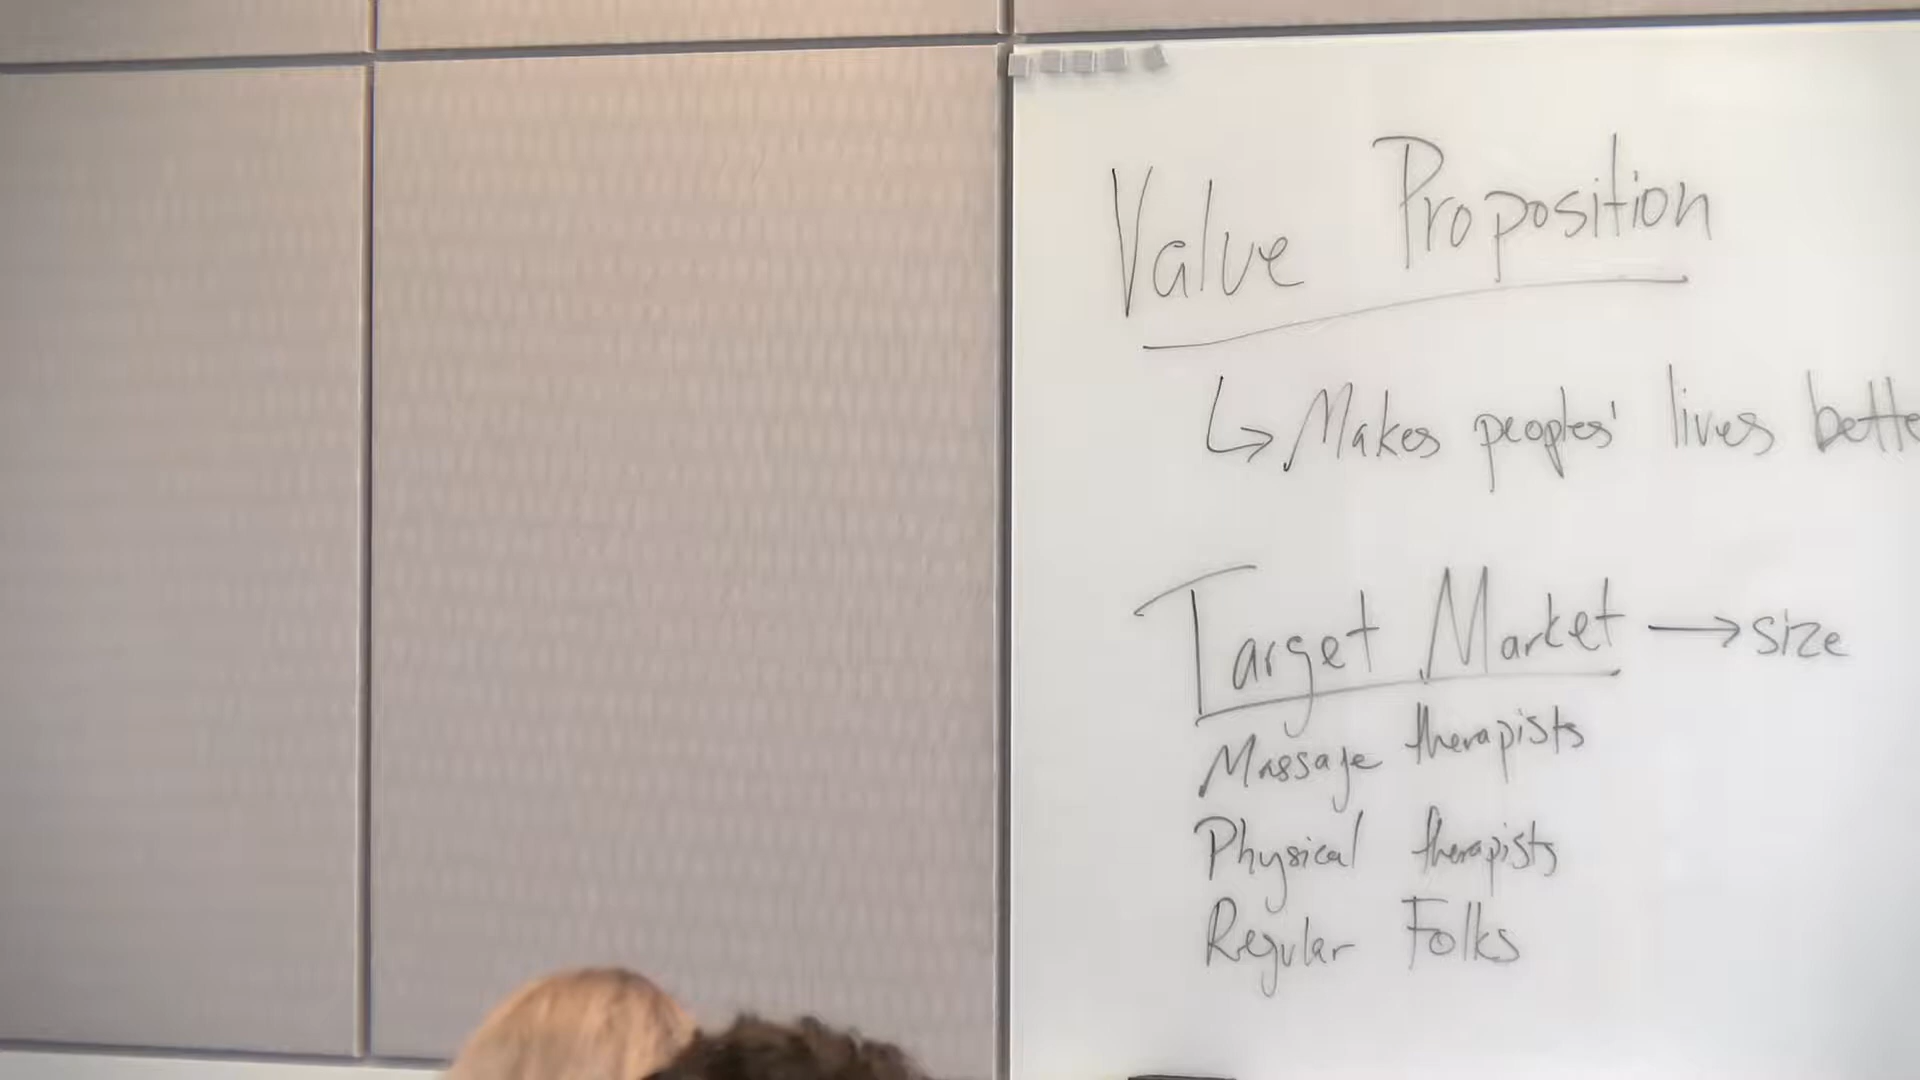 Value Proposition
↳ Makes peoples' lives bette
Target Market → size
Massage therapists
Physical therapists
Regular Folks